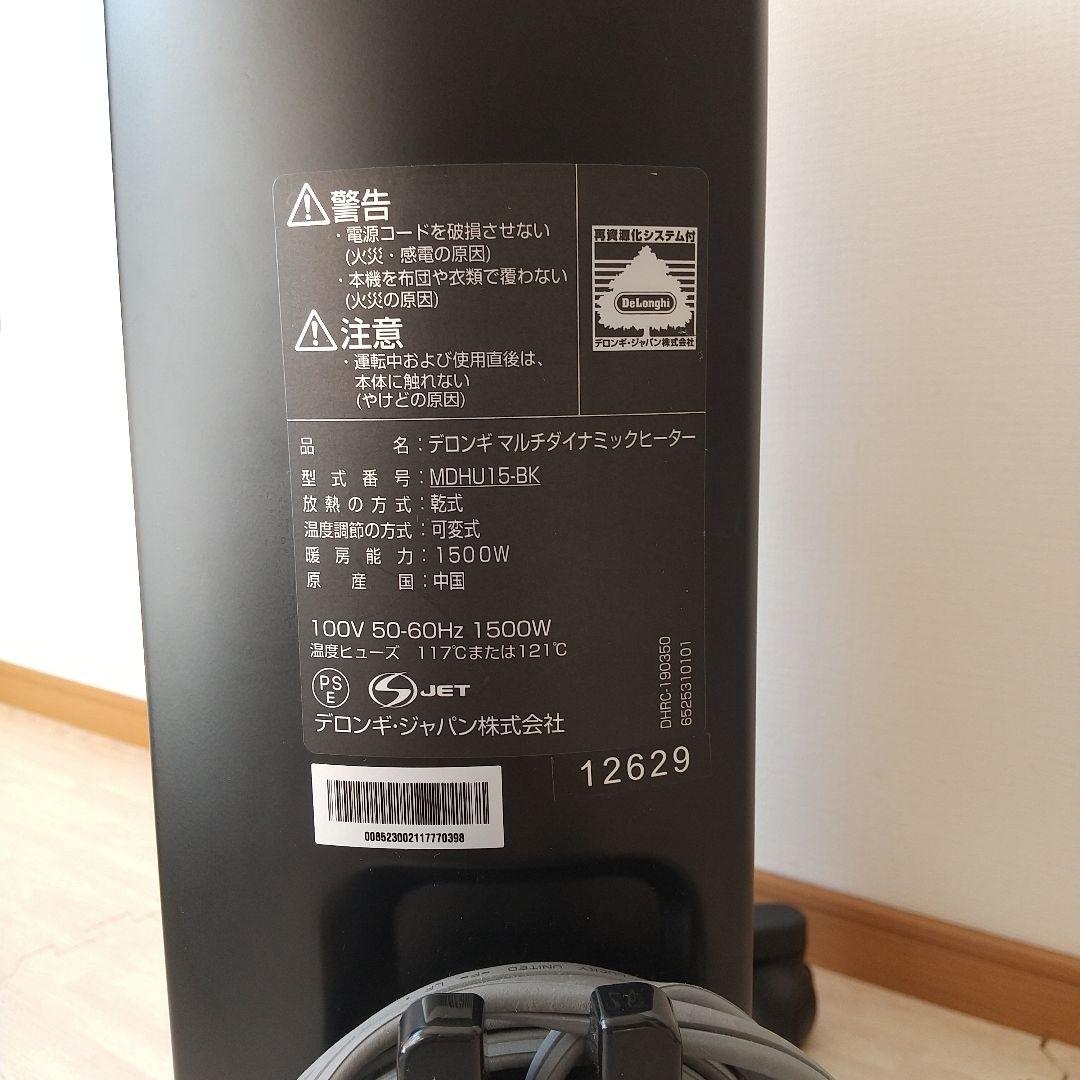 警告
・電源コードを破損させない
(火災・感電の原因)
・本機を布団や衣類で覆わない
(火災の原因)
注意
・運転中および使用直後は、
本体に触れない
(やけどの原因)
再資源化システム付
DeLonghi
デロンギ・ジャパン株式会社
品名：デロンギ マルチダイナミックヒーター
型式番号：MDHU15-BK
放熱の方式：乾式
温度調節の方式：可変式
暖房能力：1500W
原産国：中国
100V 50-60Hz 1500W
温度ヒューズ 117℃または121℃
PS
E
S JET
デロンギ・ジャパン株式会社
DHRC-190350
6525310101
12629
008523002117770398
UCKY UNITED